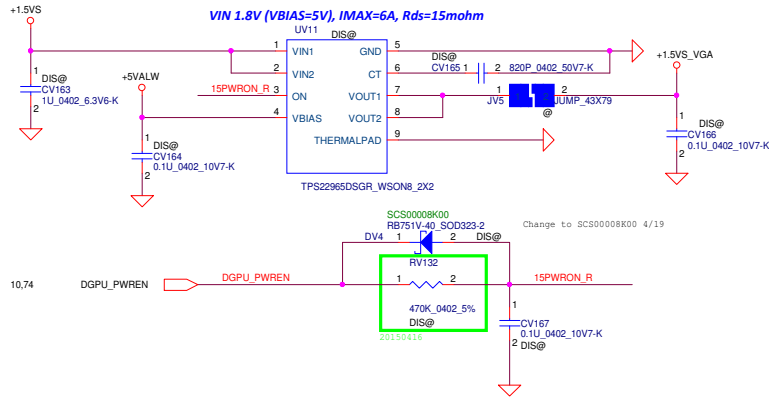 VIN 1.8V (VBIAS=5V), IMAX=6A, Rds=15mohm
+1.5VS
UV11
DIS@
1
VIN1
GND
5
DIS@
2
VIN2
CT
6
CV165
1
2
820P_0402_50V7-K
+1.5VS_VGA
1
DIS@
CV163
1U_0402_6.3V6-K
2
+5VALW
15PWRON_R
3
ON
VOUT1
7
1
2
JV5
JUMP_43X79
@
4
VBIAS
VOUT2
8
THERMALPAD
9
1
DIS@
CV164
0.1U_0402_10V7-K
2
1
DIS@
CV166
0.1U_0402_10V7-K
2
TPS22965DSGR_WSON8_2X2
SCS00008K00
RB751V-40_SOD323-2
Change to SCS00008K00 4/19
DV4
1
2
DIS@
RV132
10,74
DGPU_PWREN
DGPU_PWREN
1
2
15PWRON_R
470K_0402_5%
DIS@
20150416
1
CV167
0.1U_0402_10V7-K
2
DIS@